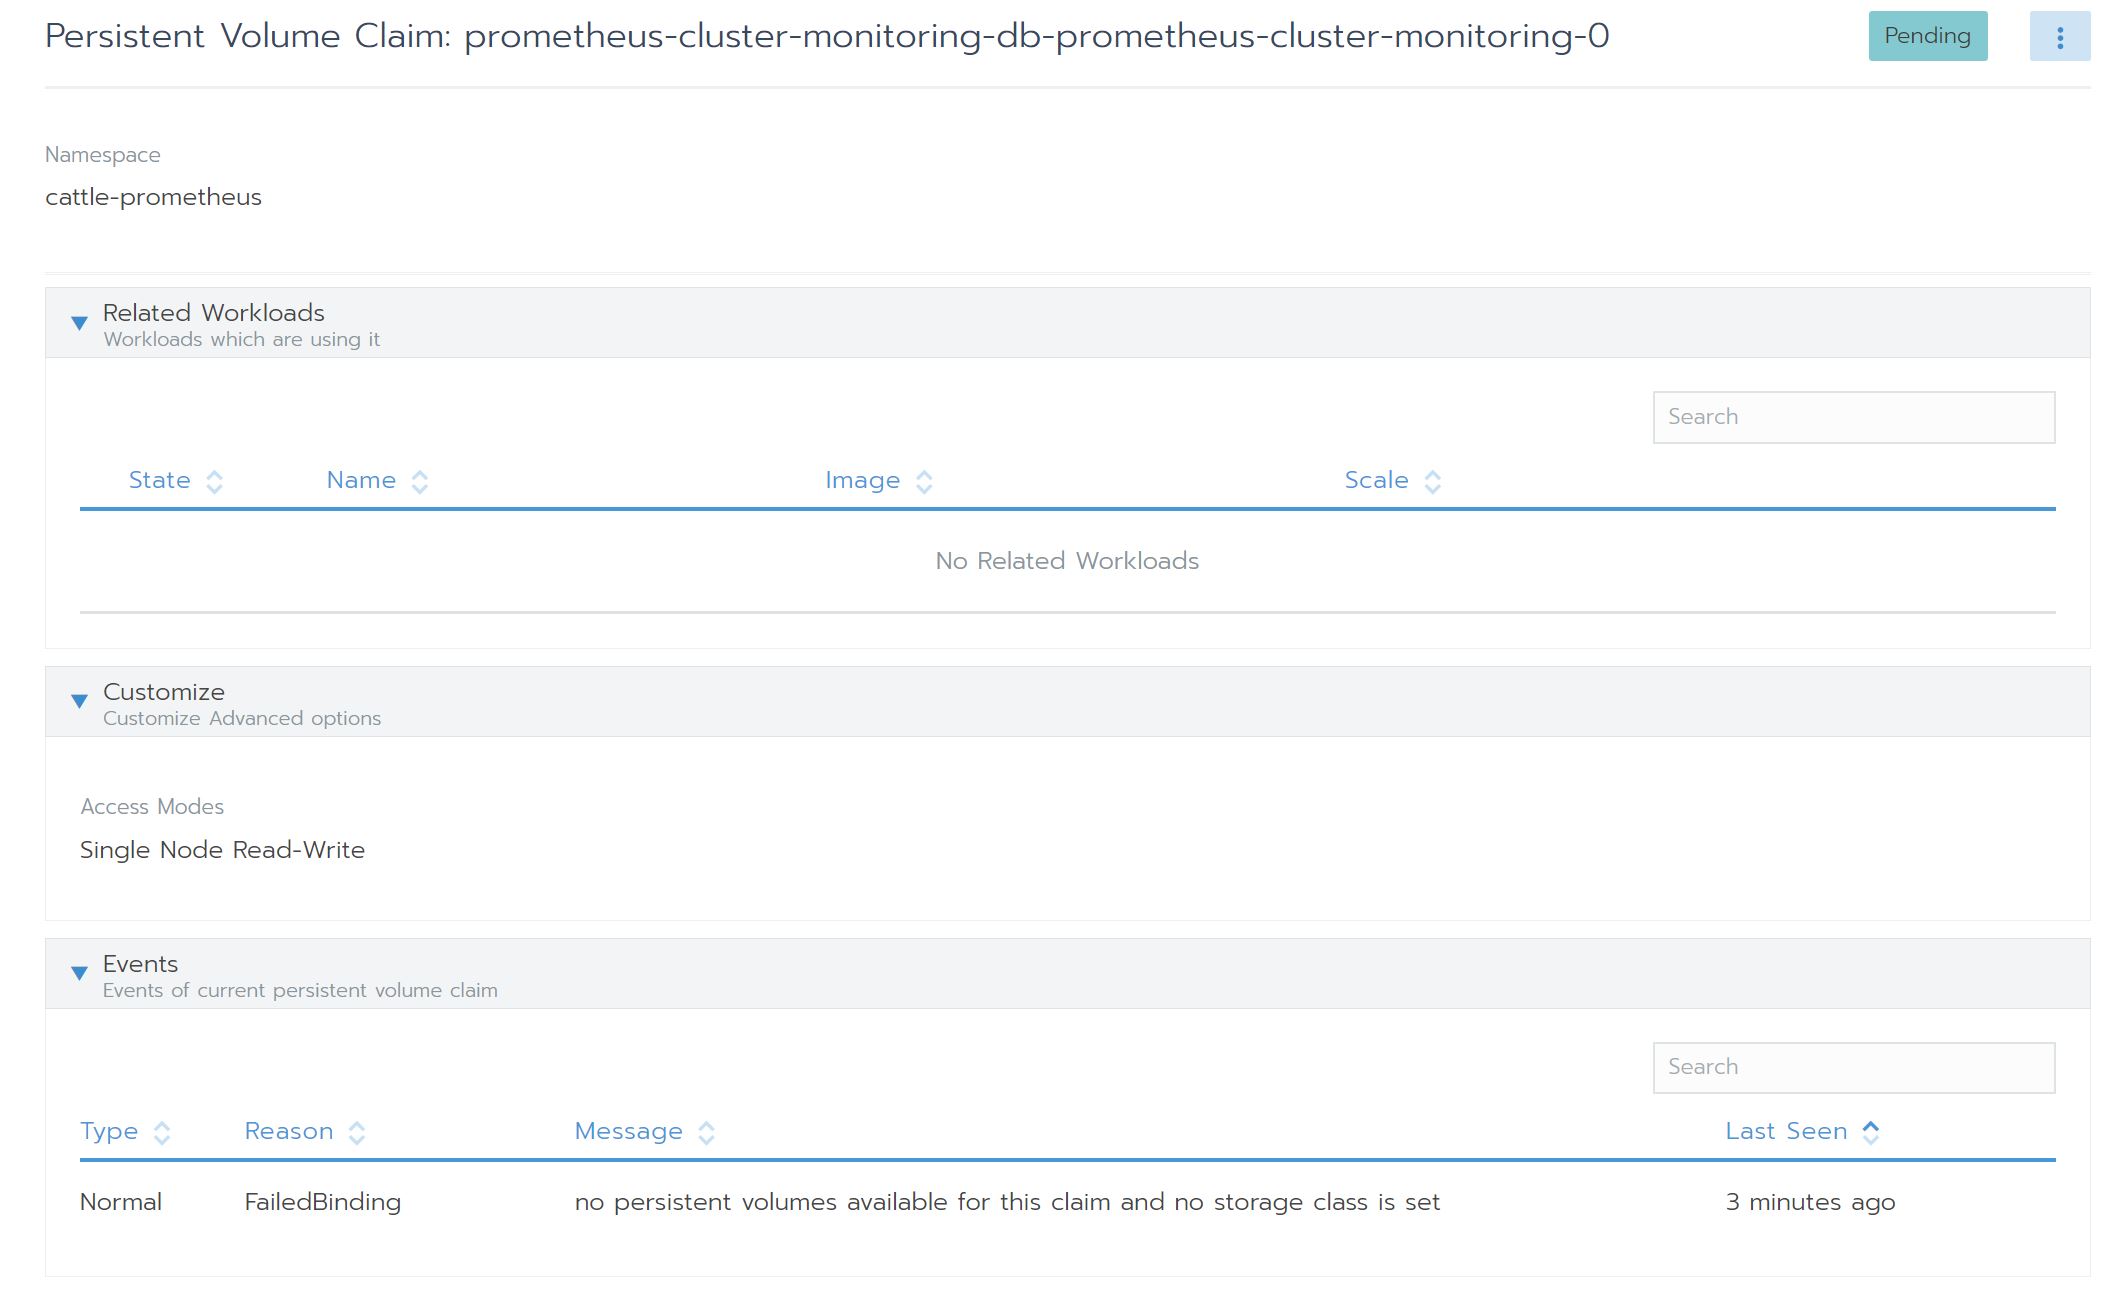 Persistent Volume Claim: prometheus-cluster-monitoring-db-prometheus-cluster-monitoring-0
Pending
Namespace
cattle-prometheus
Related Workloads
Workloads which are using it
Search
State Name Image Scale
No Related Workloads
Customize
Customize Advanced options
Access Modes
Single Node Read-Write
Events
Events of current persistent volume claim
Search
Type Reason Message Last Seen
Normal FailedBinding no persistent volumes available for this claim and no storage class is set 3 minutes ago